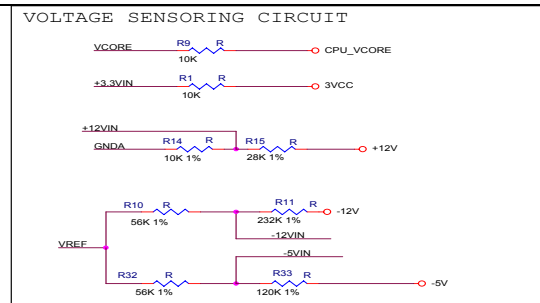 VOLTAGE SENSORING CIRCUIT
VCORE R9 R CPU_VCORE
10K
+3.3VIN R1 R 3VCC
10K
+12VIN
GNDA R14 R R15 R +12V
10K 1% 28K 1%
R10 R R11 R -12V
56K 1% 232K 1%
-12VIN
VREF
-5VIN
R32 R R33 R -5V
56K 1% 120K 1%